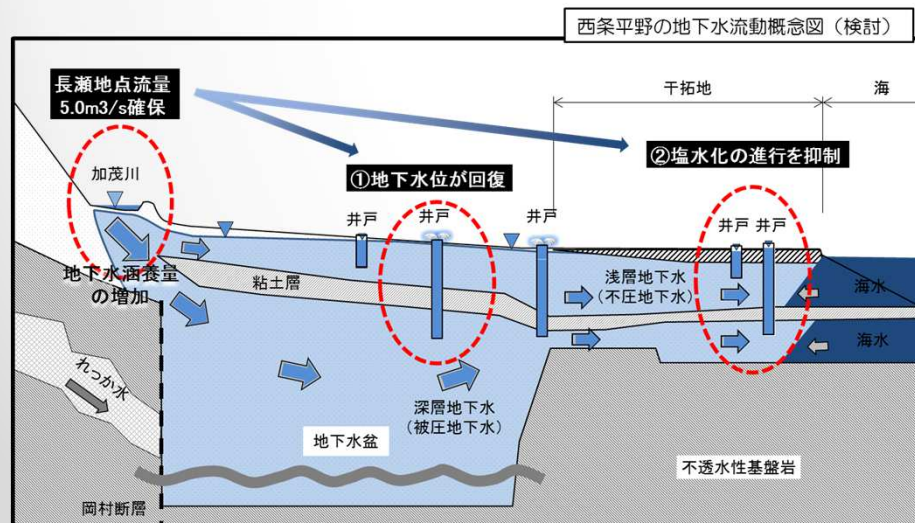 西条平野の地下水流動概念図（検討）
長瀬地点流量
5.0m3/s確保
干拓地
海
②塩水化の進行を抑制
加茂川
①地下水位が回復
井戸
井戸
井戸
井戸
井戸
地下水涵養量
の増加
粘土層
浅層地下水
（不圧地下水）
海水
海水
れっか水
深層地下水
（被圧地下水）
地下水盆
不透水性基盤岩
岡村断層